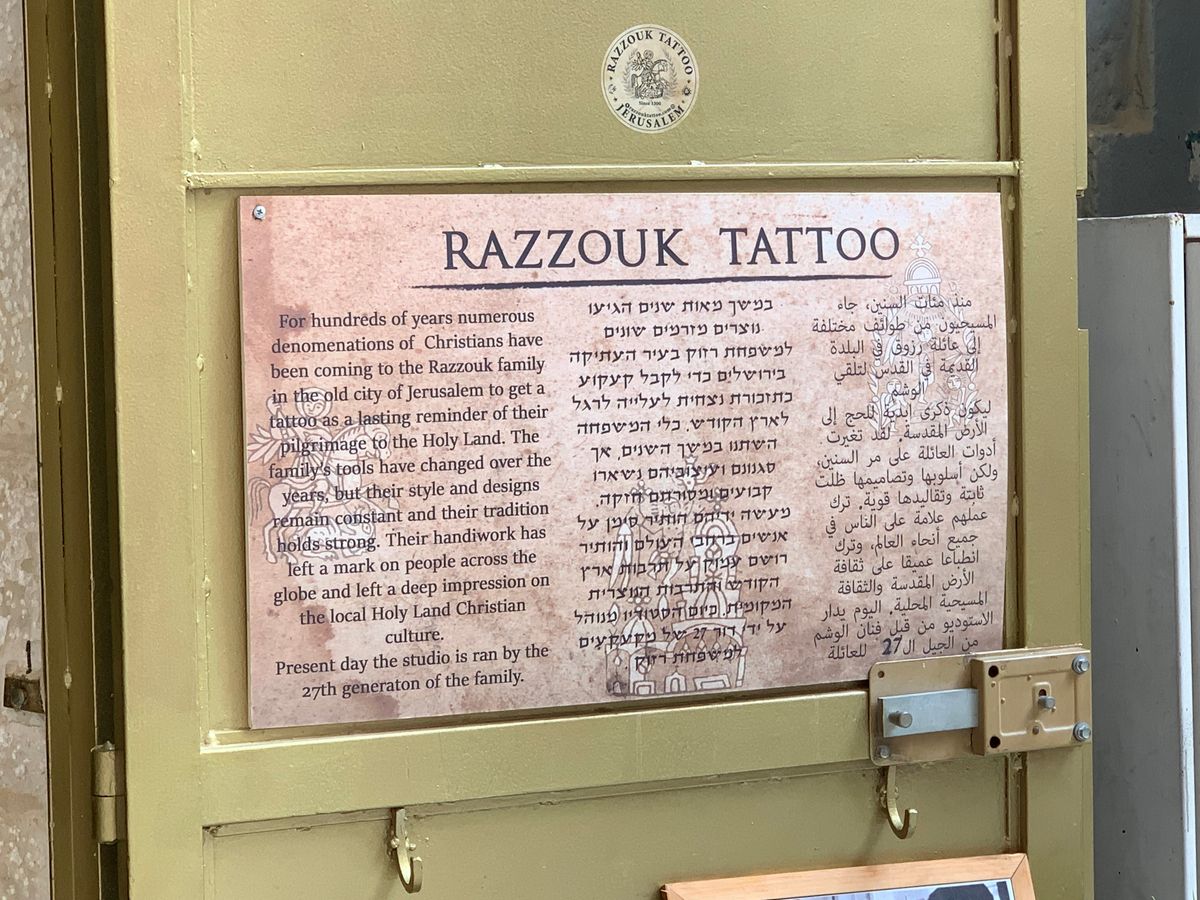 RAZZOUK TATTOO
Since 1300
razzouktattoo.com
JERUSALEM
RAZZOUK TATTOO
For hundreds of years numerous
denomenations of Christians have
been coming to the Razzouk family
in the old city of Jerusalem to get a
tattoo as a lasting reminder of their
pilgrimage to the Holy Land. The
family's tools have changed over the
years, but their style and designs
remain constant and their tradition
holds strong. Their handiwork has
left a mark on people across the
globe and left a deep impression on
the local Holy Land Christian
culture.
Present day the studio is ran by the
27th generaton of the family.
במשך מאות שנים הגיעו
נוצרים מזרמים שונים
למשפחת רזוק בעיר העתיקה
בירושלים כדי לקבל קעקוע
כתזכורת נצחית לעלייה לרגל
לארץ הקודש. כלי המשפחה
השתנו במשך השנים, אך
סגנונם ועיצוביהם נשארו
קבועים ומסורתם חזקה.
מעשה ידיהם הותיר סימן על
אנשים ברחבי העולם והותיר
רושם עמוק על תרבות ארץ
הקודש והתרבות הנוצרית
המקומית. כיום הסטודיו מנוהל
על ידי דור 27 של מקעקעים
למשפחת רזוק
منذ مئات السنين، جاء
المسيحيون من طوائف مختلفة
إلى عائلة رزوق في البلدة
القديمة في القدس لتلقي
الوشم
ليكون ذكرى أبدية للحج إلى
الأرض المقدسة. لقد تغيرت
أدوات العائلة على مر السنين،
ولكن أسلوبها وتصاميمها ظلت
ثابتة وتقاليدها قوية. ترك
عملهم علامة على الناس في
جميع أنحاء العالم، وترك
انطباعا عميقا على ثقافة
الأرض المقدسة والثقافة
المسيحية المحلية. اليوم يدار
الاستوديو من قبل فنان الوشم
من الجيل ال27 للعائلة